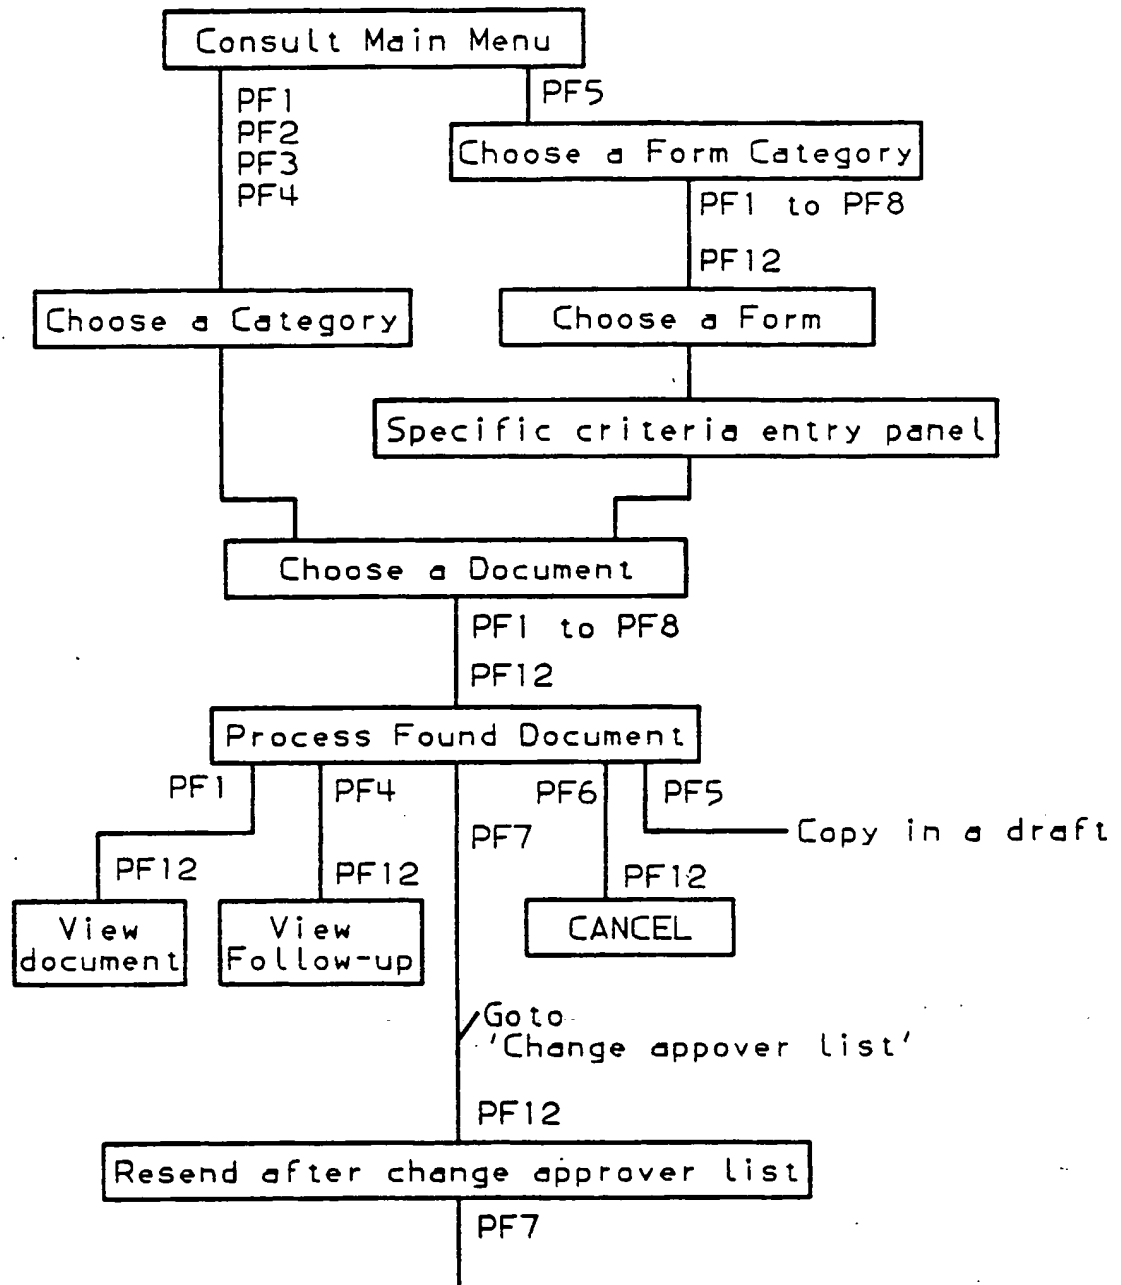 Consult Main Menu
PF1
PF2
PF3
PF4
PF5
Choose a Form Category
PF1 to PF8
PF12
Choose a Category
Choose a Form
Specific criteria entry panel
Choose a Document
PF1 to PF8
PF12
Process Found Document
PF1
PF4
PF7
PF6
PF5
Copy in a draft
PF12
PF12
PF12
View
document
View
Follow-up
CANCEL
Goto
'Change appover list'
PF12
Resend after change approver list
PF7